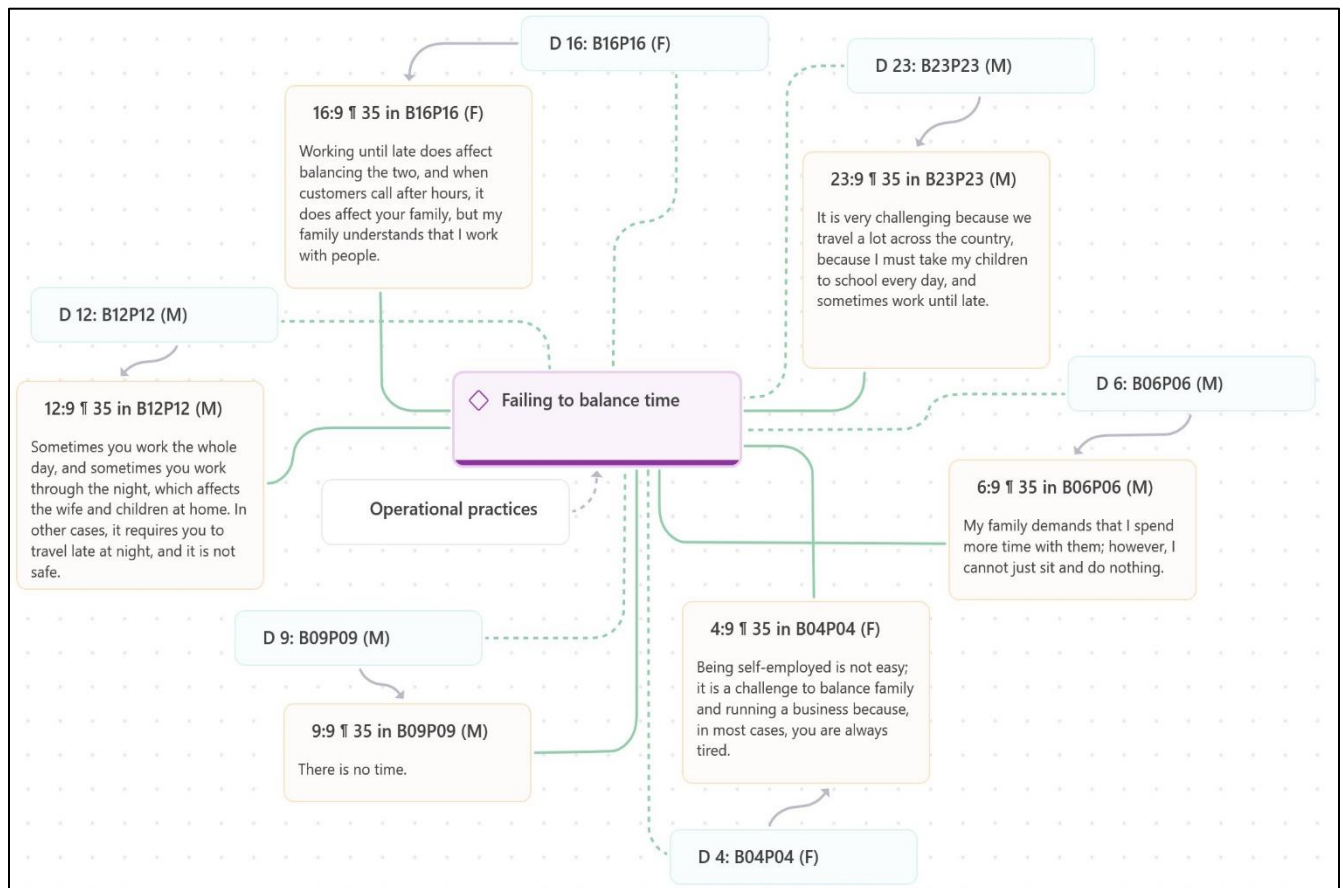 D 16: B16P16 (F)
D 23: B23P23 (M)
16:9 ¶ 35 in B16P16 (F)
Working until late does affect
balancing the two, and when
customers call after hours, it
does affect your family, but my
family understands that I work
with people.
23:9 ¶ 35 in B23P23 (M)
It is very challenging because we
travel a lot across the country,
because I must take my children
to school every day, and
sometimes work until late.
D 12: B12P12 (M)
12:9 ¶ 35 in B12P12 (M)
Sometimes you work the whole
day, and sometimes you work
through the night, which affects
the wife and children at home. In
other cases, it requires you to
travel late at night, and it is not
safe.
Failing to balance time
Operational practices
D 6: B06P06 (M)
6:9 ¶ 35 in B06P06 (M)
My family demands that I spend
more time with them; however, I
cannot just sit and do nothing.
D 9: B09P09 (M)
9:9 ¶ 35 in B09P09 (M)
There is no time.
4:9 ¶ 35 in B04P04 (F)
Being self-employed is not easy;
it is a challenge to balance family
and running a business because,
in most cases, you are always
tired.
D 4: B04P04 (F)